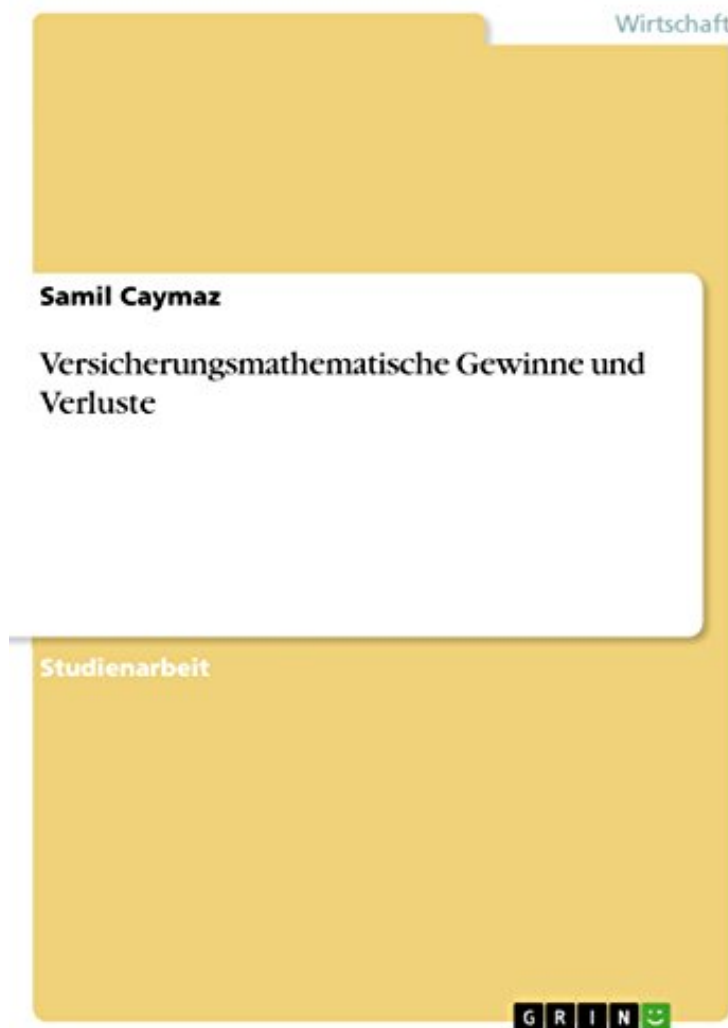 Wirtschaft
Samil Caymaz
Versicherungsmathematische Gewinne und
Verluste
Studienarbeit
GRIN